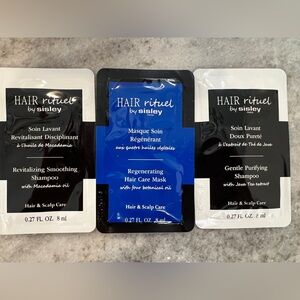 HAIR rituel
by sisley
Soin Lavant
Revitalisant Disciplinant
à l'huile de Macadamia
Revitalizing Smoothing
Shampoo
with Macadamia oil
Hair & Scalp Care
0.27 FL. OZ. 8 ml
HAIR rituel
by sisley
Masque Soin
Régénérant
aux quatre huiles végétales
Regenerating
Hair Care Mask
with four botanical oil
Hair & Scalp Care
0.27 FL. OZ. 8 ml
HAIR rituel
by sisley
Soin Lavant
Doux Pureté
à l'extrait de Thé de Java
Gentle Purifying
Shampoo
with Java Tea extract
Hair & Scalp Care
0.27 FL. OZ. 8 ml